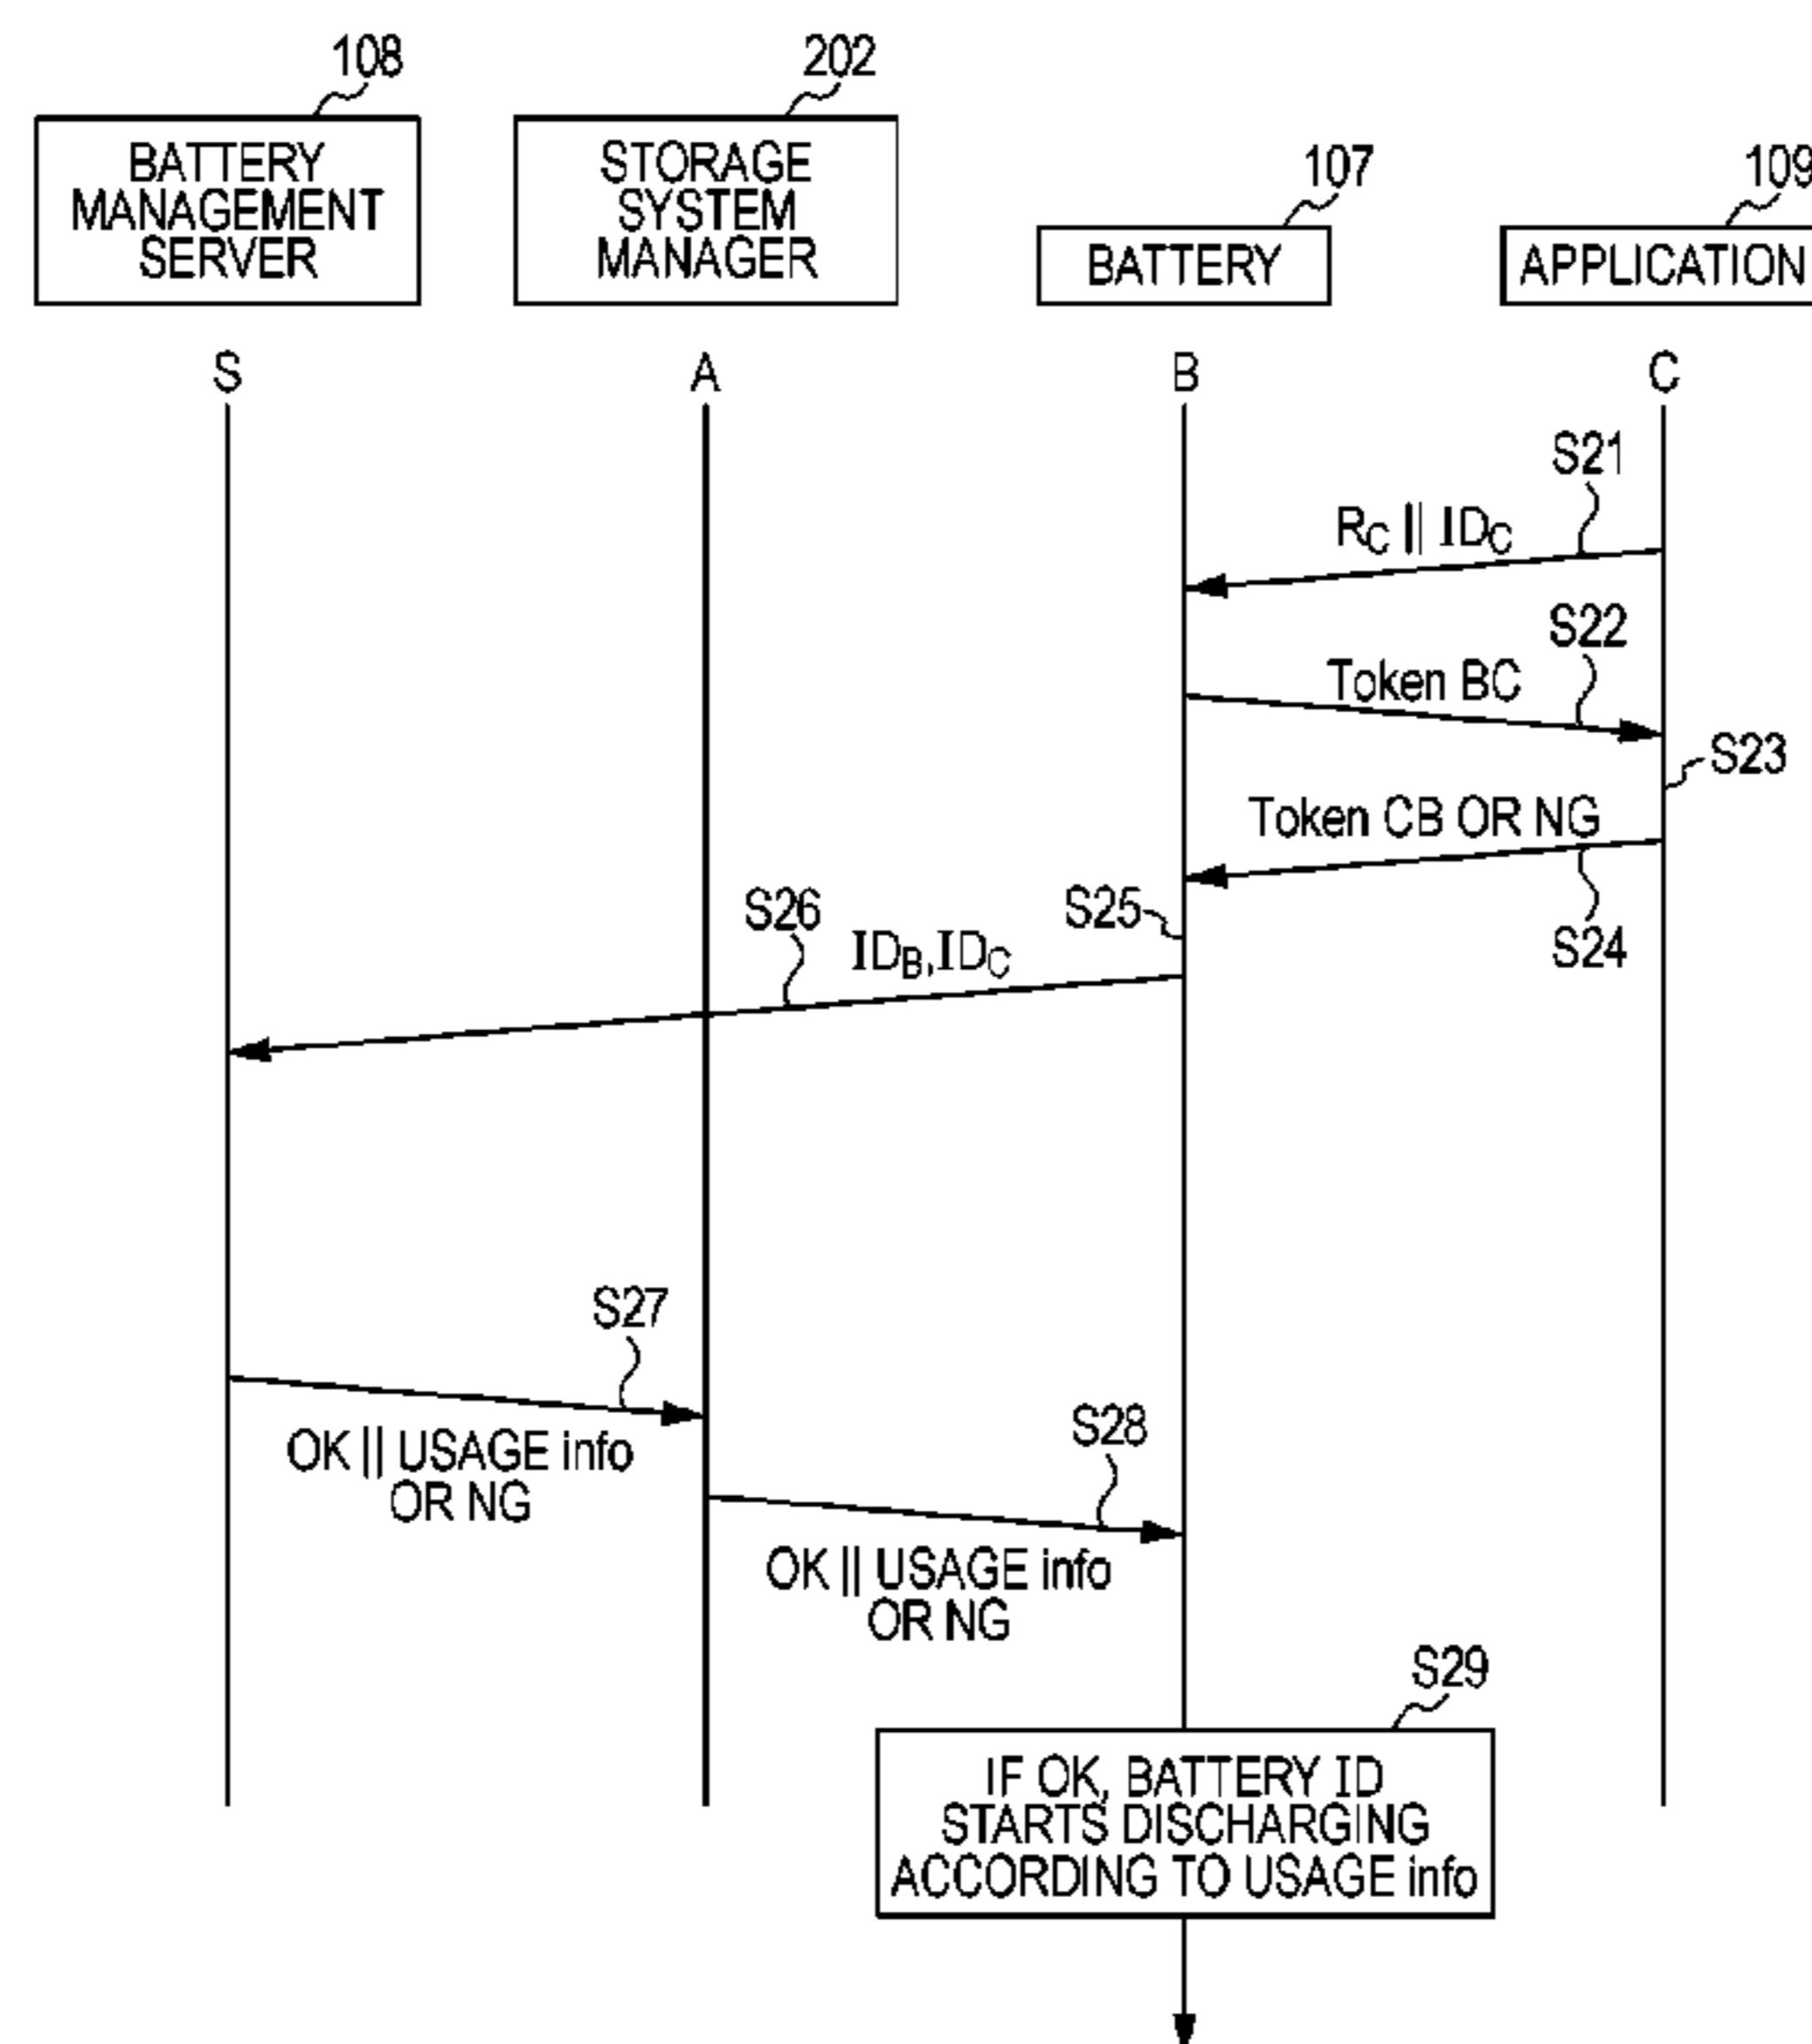 108
202
BATTERY
MANAGEMENT
SERVER
STORAGE
SYSTEM
MANAGER
107
BATTERY
109
APPLICATION
S
A
B
C
S21
RC || IDC
S22
Token BC
S23
Token CB OR NG
S24
S25
S26
IDB,IDC
S27
OK || USAGE info
OR NG
S28
OK || USAGE info
OR NG
S29
IF OK, BATTERY ID
STARTS DISCHARGING
ACCORDING TO USAGE info